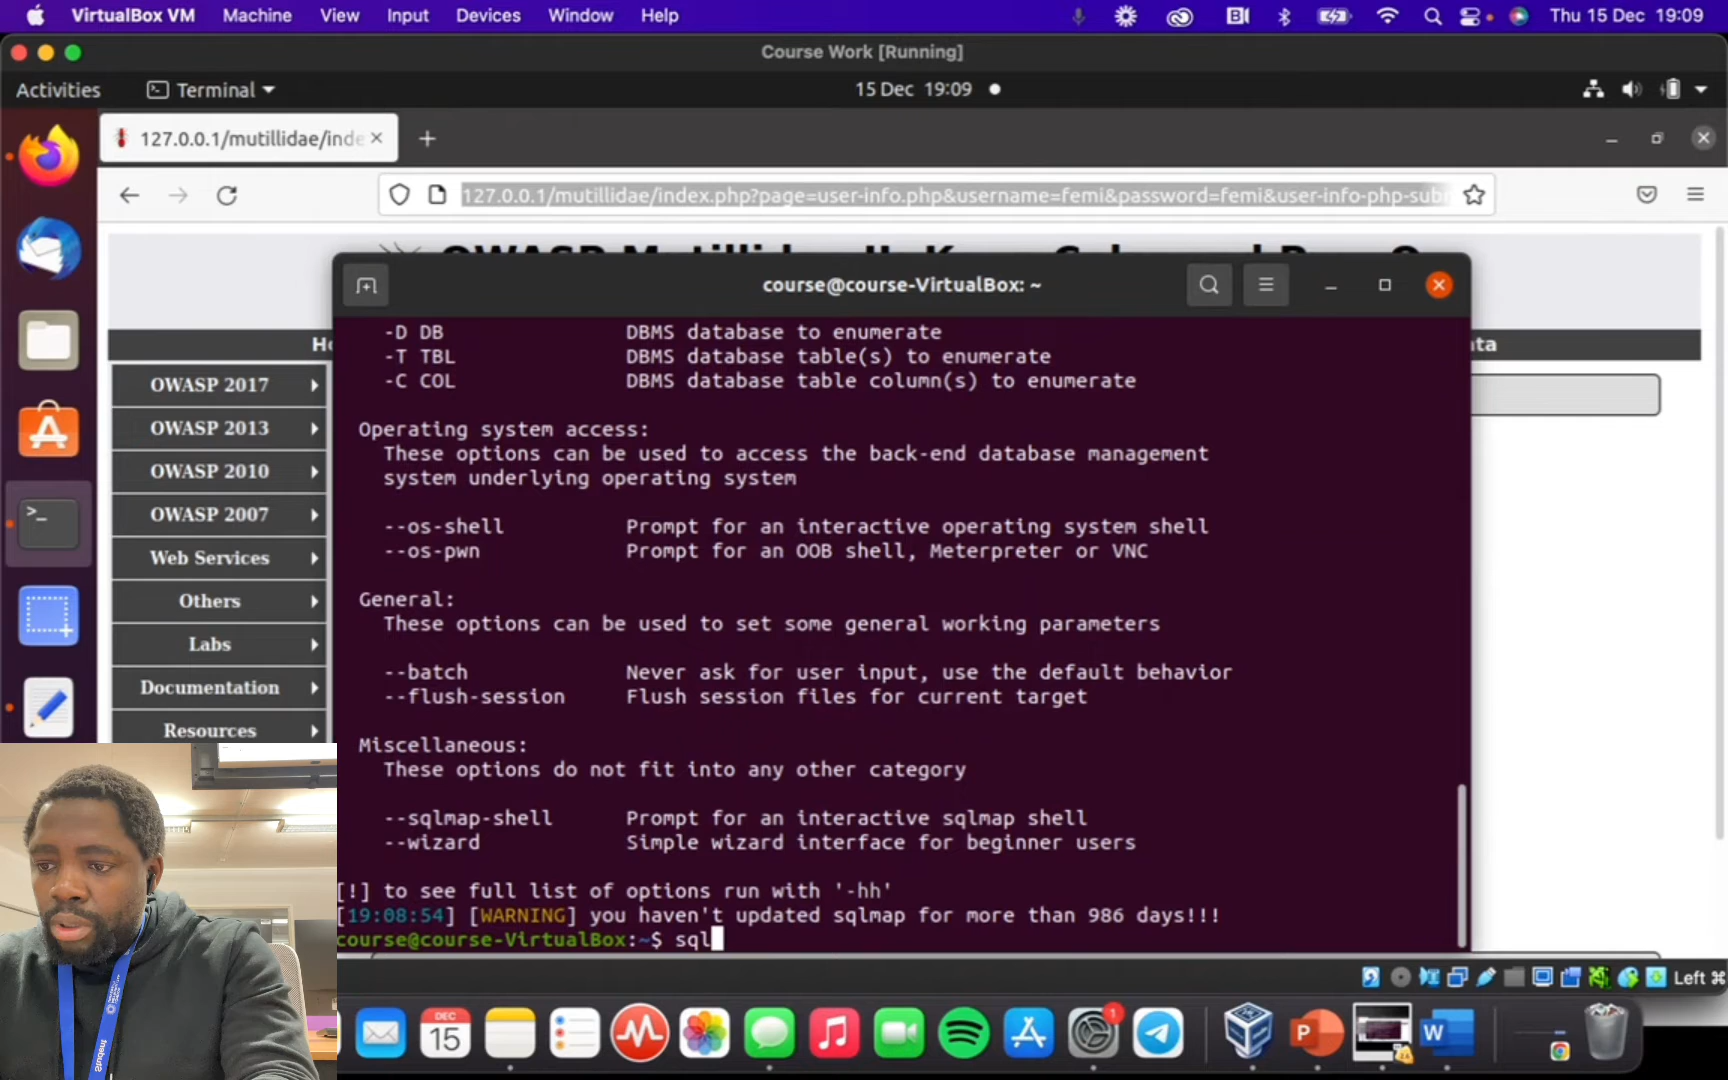 VirtualBox VM Machine View Input Devices Window Help Thu 15 Dec 19:09
Course Work [Running]
Activities Terminal 15 Dec 19:09
127.0.0.1/mutillidae/inde
127.0.0.1/mutillidae/index.php?page=user-info.php&username=femi&password=femi&user-info-php-sub
course@course-VirtualBox: ~
OWASP 2017
OWASP 2013
OWASP 2010
OWASP 2007
Web Services
Others
Labs
Documentation
Resources
-D DB DBMS database to enumerate
-T TBL DBMS database table(s) to enumerate
-C COL DBMS database table column(s) to enumerate
Operating system access:
These options can be used to access the back-end database management
system underlying operating system
--os-shell Prompt for an interactive operating system shell
--os-pwn Prompt for an OOB shell, Meterpreter or VNC
General:
These options can be used to set some general working parameters
--batch Never ask for user input, use the default behavior
--flush-session Flush session files for current target
Miscellaneous:
These options do not fit into any other category
--sqlmap-shell Prompt for an interactive sqlmap shell
--wizard Simple wizard interface for beginner users
[!] to see full list of options run with '-hh'
[19:08:54] [WARNING] you haven't updated sqlmap for more than 986 days!!!
course@course-VirtualBox:~$ sql
Left ⌘
DEC
15
1
P
W